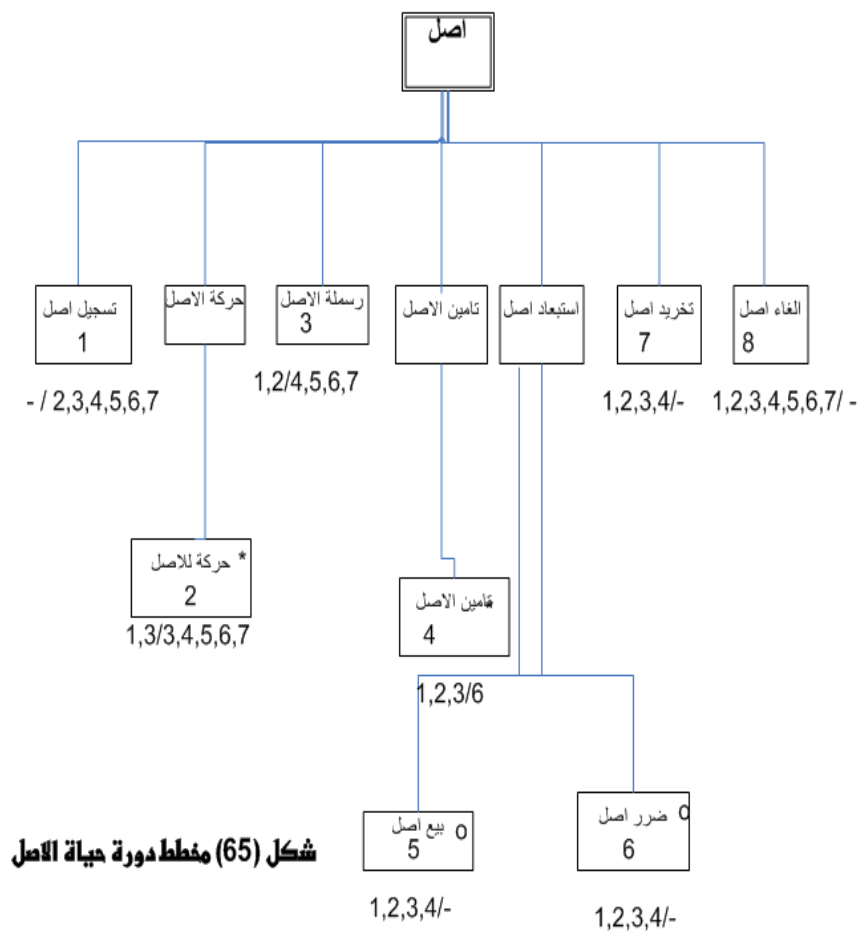 اصل
تسجيل اصل
1
- / 2,3,4,5,6,7
حركة الاصل
رسملة الاصل
3
1,2/4,5,6,7
تامين الاصل
استبعاد اصل
تخريد اصل
7
1,2,3,4/-
الغاء اصل
8
1,2,3,4,5,6,7/ -
حركة للاصل *
2
1,3/3,4,5,6,7
تامين الاصل *
4
1,2,3/6
بيع اصل o
5
1,2,3,4/-
ضرر اصل o
6
1,2,3,4/-
شكل (65) مخطط دورة حياة الاصل